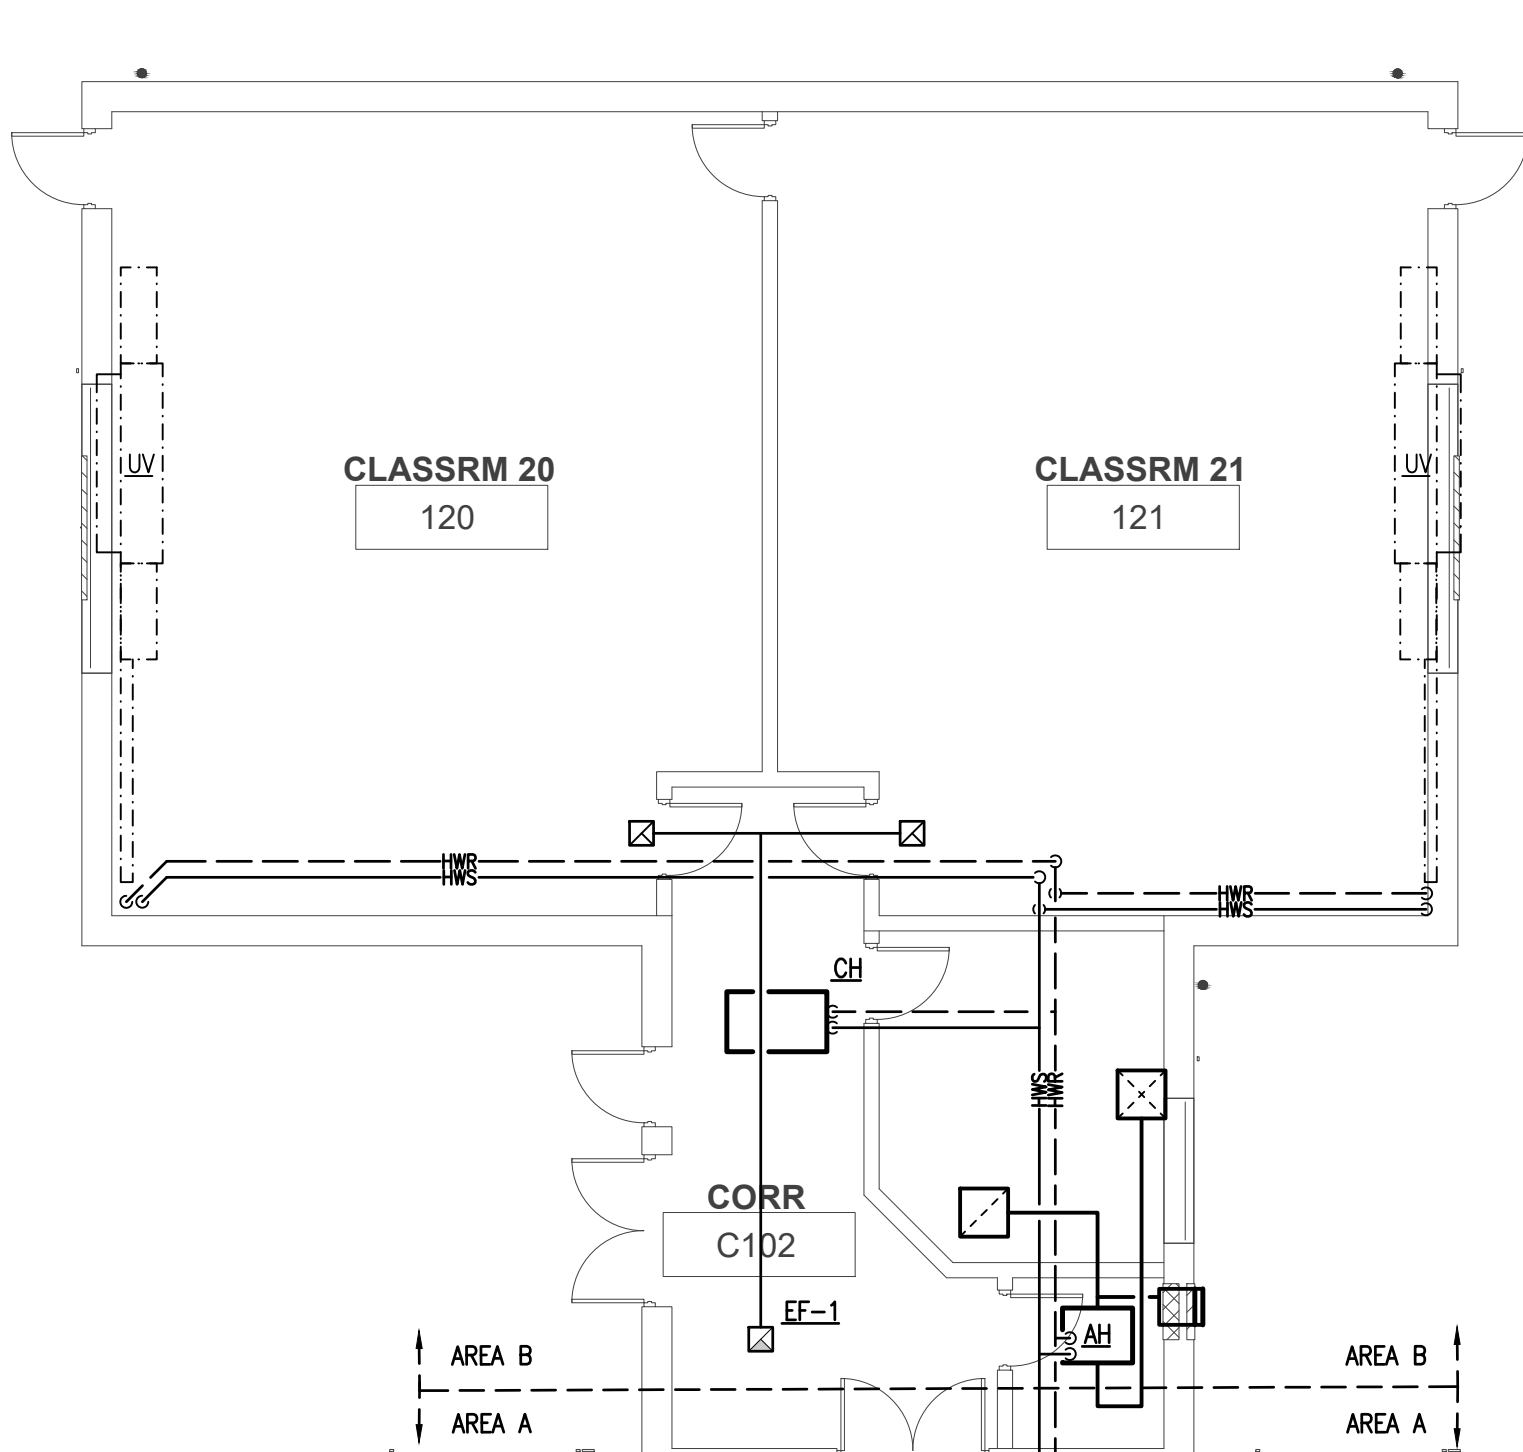 UV
CLASSRM 20
120
CLASSRM 21
121
UV
HWR
HWS
HWR
HWS
CH
HWS
HWR
CORR
C102
EF-1
AH
AREA B
AREA B
AREA A
AREA A